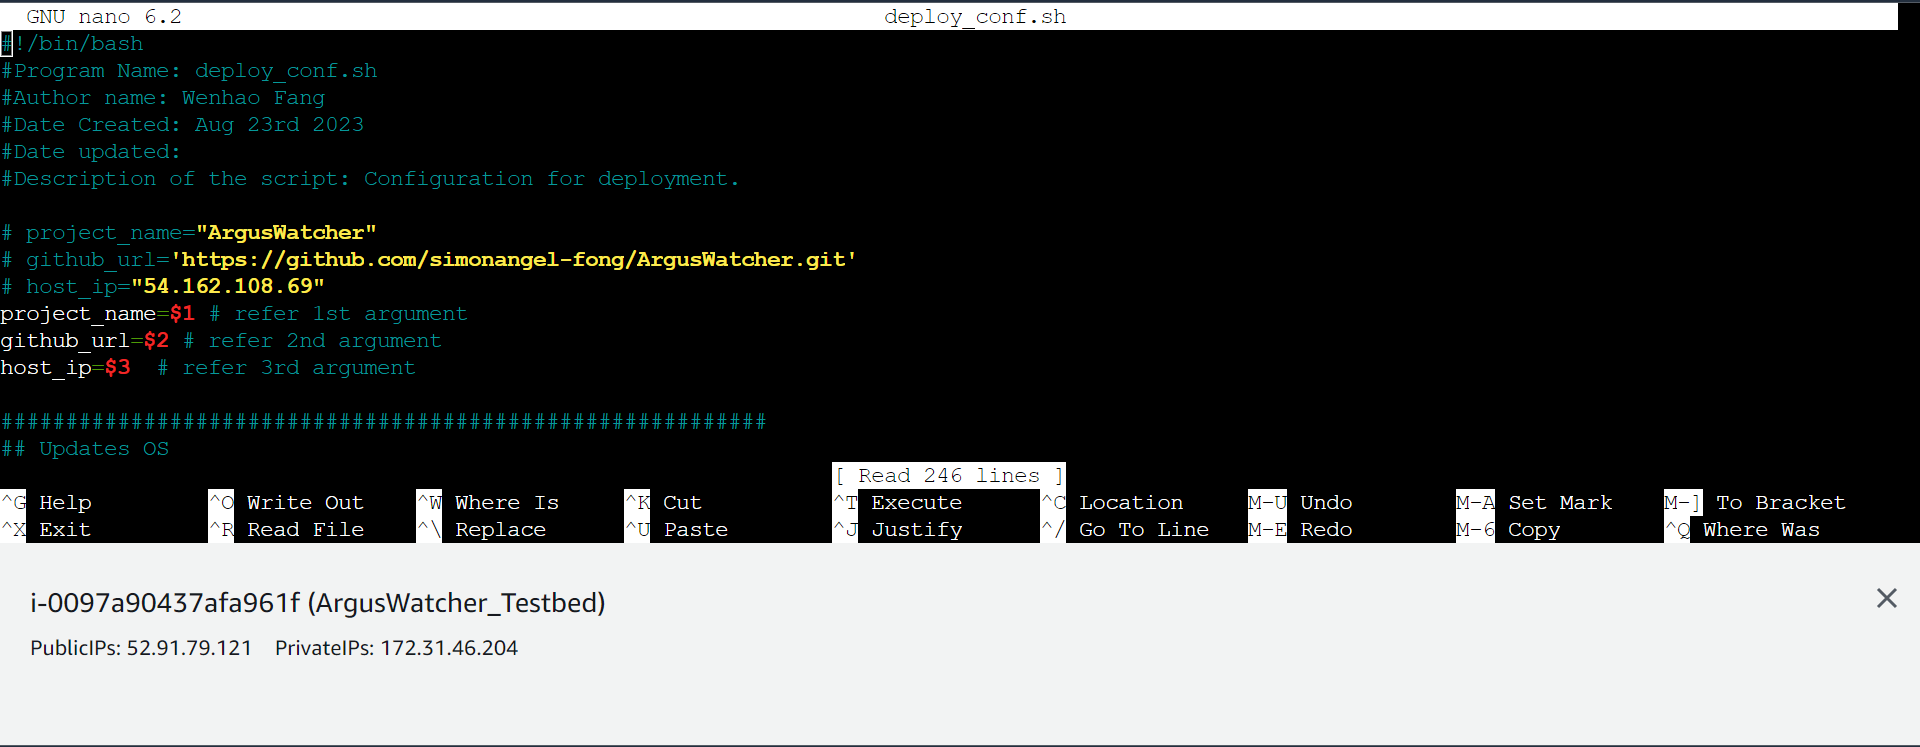 GNU nano 6.2 deploy_conf.sh
#!/bin/bash
#Program Name: deploy_conf.sh
#Author name: Wenhao Fang
#Date Created: Aug 23rd 2023
#Date updated:
#Description of the script: Configuration for deployment.
# project_name="ArgusWatcher"
# github_url='https://github.com/simonangel-fong/ArgusWatcher.git'
# host_ip="54.162.108.69"
project_name=$1 # refer 1st argument
github_url=$2 # refer 2nd argument
host_ip=$3  # refer 3rd argument
###########################################################
## Updates OS
[ Read 246 lines ]
^G Help ^O Write Out ^W Where Is ^K Cut ^T Execute ^C Location M-U Undo M-A Set Mark M-] To Bracket
^X Exit ^R Read File ^\ Replace ^U Paste ^J Justify ^/ Go To Line M-E Redo M-6 Copy ^Q Where Was
i-0097a90437afa961f (ArgusWatcher_Testbed)
PublicIPs: 52.91.79.121 PrivateIPs: 172.31.46.204